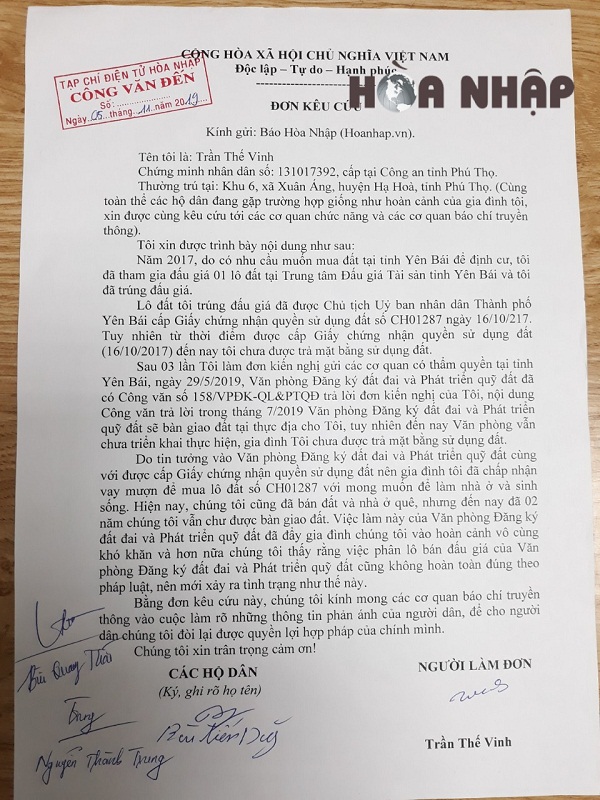 CỘNG HÒA XÃ HỘI CHỦ NGHĨA VIỆT NAM
Độc lập – Tự do – Hạnh phúc
HÒA NHẬP
TẠP CHÍ ĐIỆN TỬ HÒA NHẬP
CÔNG VĂN ĐẾN
Số:
Ngày 05 tháng 11 năm 2019
ĐƠN KÊU CỨU
Kính gửi: Báo Hòa Nhập (Hoanhap.vn).
Tên tôi là: Trần Thế Vinh
Chứng minh nhân dân số: 131017392, cấp tại Công an tỉnh Phú Thọ.
Thường trú tại: Khu 6, xã Xuân Áng, huyện Hạ Hoà, tỉnh Phú Thọ. (Cùng
toàn thể các hộ dân đang gặp trường hợp giống như hoàn cảnh của gia đình tôi,
xin được cùng kêu cứu tới các cơ quan chức năng và các cơ quan báo chí truyền
thông).
Tôi xin được trình bày nội dung như sau:
Năm 2017, do có nhu cầu muốn mua đất tại tỉnh Yên Bái để định cư, tôi
đã tham gia đấu giá 01 lô đất tại Trung tâm Đấu giá Tài sản tỉnh Yên Bái và tôi
đã trúng đấu giá.
Lô đất tôi trúng đấu giá đã được Chủ tịch Uỷ ban nhân dân Thành phố
Yên Bái cấp Giấy chứng nhận quyền sử dụng đất số CH01287 ngày 16/10/217.
Tuy nhiên từ thời điểm được cấp Giấy chứng nhận quyền sử dụng đất
(16/10/2017) đến nay tôi chưa được trả mặt bằng sử dụng đất.
Sau 03 lần Tôi làm đơn kiến nghị gửi các cơ quan có thẩm quyền tại tỉnh
Yên Bái, ngày 29/5/2019, Văn phòng Đăng ký đất đai và Phát triển quỹ đất đã
có Công văn số 158/VPĐK-QL&PTQĐ trả lời đơn kiến nghị của Tôi, nội dung
Công văn trả lời trong tháng 7/2019 Văn phòng Đăng ký đất đai và Phát triển
quỹ đất sẽ bàn giao đất tại thực địa cho Tôi, tuy nhiên đến nay Văn phòng vẫn
chưa triển khai thực hiện, gia đình Tôi chưa được trả mặt bằng sử dụng đất.
Do tin tưởng vào Văn phòng Đăng ký đất đai và Phát triển quỹ đất cùng
với được cấp Giấy chứng nhận quyền sử dụng đất nên gia đình tôi đã chấp nhận
vay mượn để mua lô đất số CH01287 với mong muốn để làm nhà ở và sinh
sống. Hiện nay, chúng tôi cũng đã bán đất và nhà ở quê, nhưng đến nay đã 02
năm chúng tôi vẫn chư được bàn giao đất. Việc làm này của Văn phòng Đăng ký
đất đai và Phát triển quỹ đất đã đẩy gia đình chúng tôi vào hoàn cảnh vô cùng
khó khăn và hơn nữa chúng tôi thấy rằng việc phân lô bán đấu giá của Văn
phòng Đăng ký đất đai và Phát triển quỹ đất cũng không hoàn toàn đúng theo
pháp luật, nên mới xảy ra tình trạng như thế này.
Bằng đơn kêu cứu này, chúng tôi kính mong các cơ quan báo chí truyền
thông vào cuộc làm rõ những thông tin phản ánh của người dân, để cho người
dân chúng tôi đòi lại được quyền lợi hợp pháp của chính mình.
Chúng tôi xin trân trọng cảm ơn!
CÁC HỘ DÂN
(Ký, ghi rõ họ tên)
NGƯỜI LÀM ĐƠN
Bùi Quang
Trung
Nguyễn Thành Trung
Trần Thế Vinh